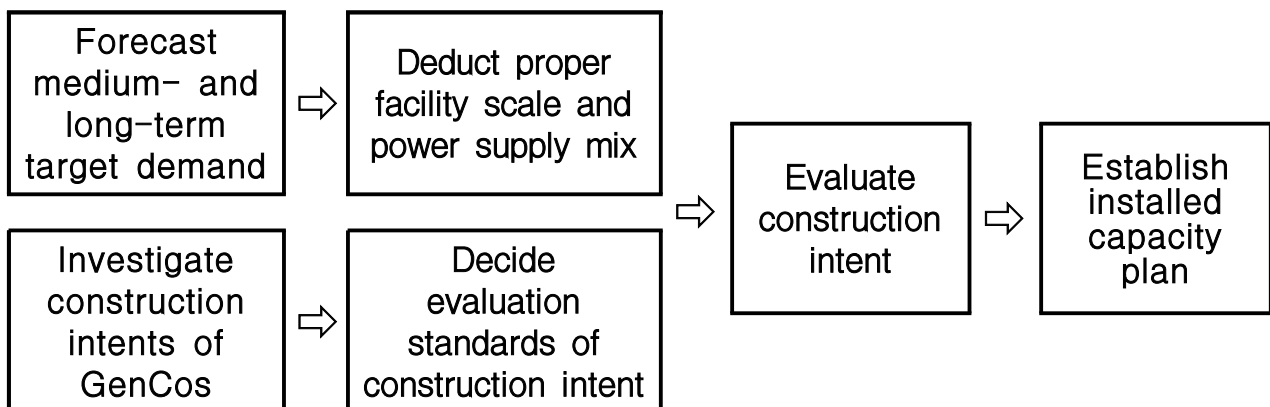 Forecast
medium- and
long-term
target demand
Deduct proper
facility scale and
power supply mix
Investigate
construction
intents of
GenCos
Decide
evaluation
standards of
construction intent
Evaluate
construction
intent
Establish
installed
capacity
plan